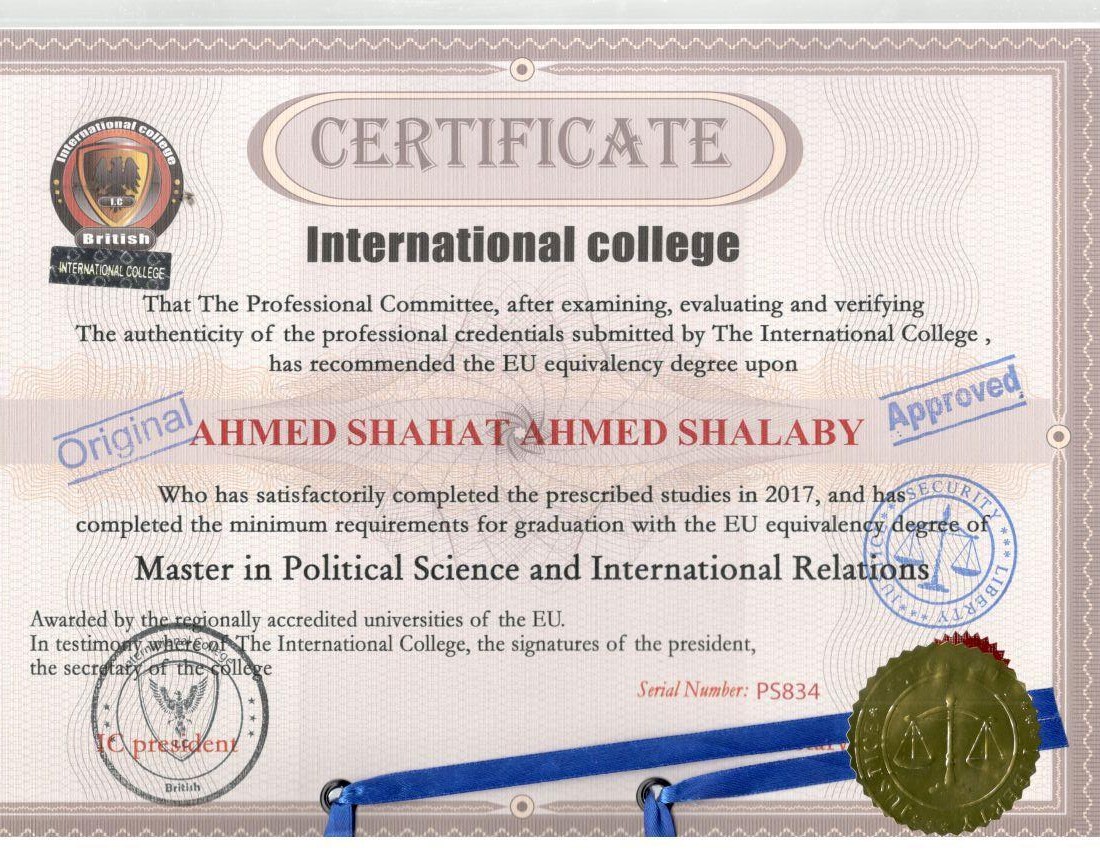 CERTIFICATE
International college
I.C
British
INTERNATIONAL COLLEGE
International college
That The Professional Committee, after examining, evaluating and verifying
The authenticity of the professional credentials submitted by The International College ,
has recommended the EU equivalency degree upon
Original
AHMED SHAHAT AHMED SHALABY
Approved
Who has satisfactorily completed the prescribed studies in 2017, and has
completed the minimum requirements for graduation with the EU equivalency degree of
SECURITY
LIBERTY
Master in Political Science and International Relations
Awarded by the regionally accredited universities of the EU.
In testimony where of The International College, the signatures of the president,
the secretary of the college
Serial Number: PS834
IC president
British